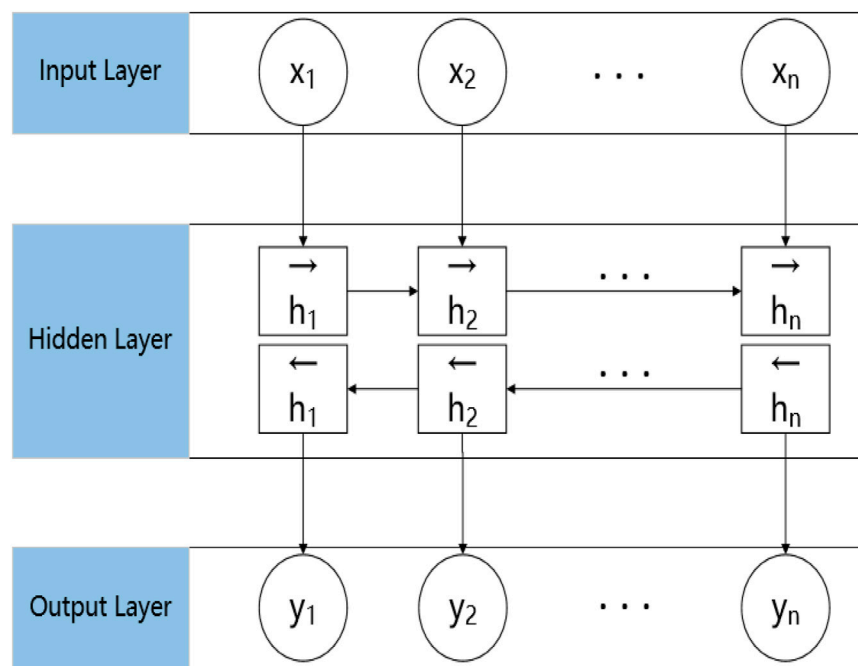 Input Layer
x₁ x₂ ... xₙ
Hidden Layer
→ → ... →
h₁ h₂ hₙ
← ← ... ←
h₁ h₂ hₙ
Output Layer
y₁ y₂ ... yₙ